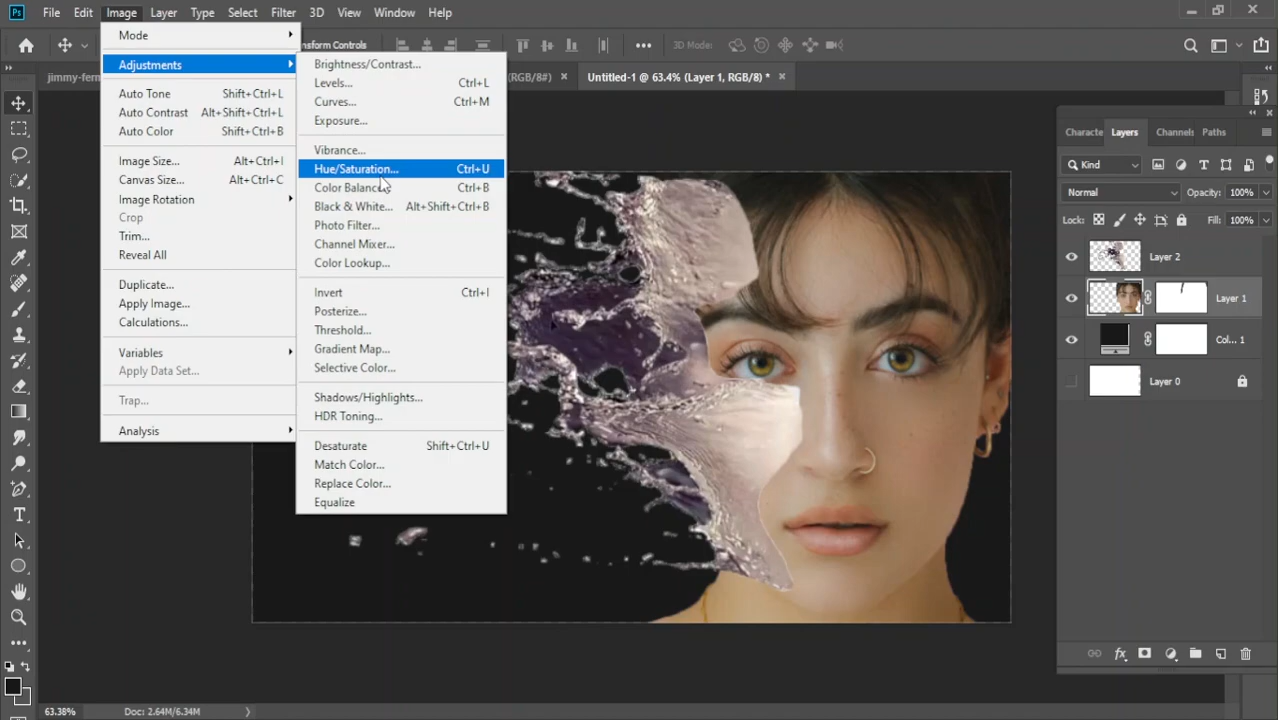 Ps File Edit Image Layer Type Select Filter 3D View Window Help
nsform Controls 3D Mode:
jimmy-fern (RGB/8#) × Untitled-1 @ 63.4% (Layer 1, RGB/8) * ×
Mode
Adjustments
Auto Tone Shift+Ctrl+L
Auto Contrast Alt+Shift+Ctrl+L
Auto Color Shift+Ctrl+B
Image Size... Alt+Ctrl+I
Canvas Size... Alt+Ctrl+C
Image Rotation
Crop
Trim...
Reveal All
Duplicate...
Apply Image...
Calculations...
Variables
Apply Data Set...
Trap...
Analysis
Brightness/Contrast...
Levels... Ctrl+L
Curves... Ctrl+M
Exposure...
Vibrance...
Hue/Saturation... Ctrl+U
Color Balance... Ctrl+B
Black & White... Alt+Shift+Ctrl+B
Photo Filter...
Channel Mixer...
Color Lookup...
Invert Ctrl+I
Posterize...
Threshold...
Gradient Map...
Selective Color...
Shadows/Highlights...
HDR Toning...
Desaturate Shift+Ctrl+U
Match Color...
Replace Color...
Equalize
Characte Layers Channels Paths
Kind
Normal Opacity: 100%
Lock: Fill: 100%
Layer 2
Layer 1
Col... 1
Layer 0
63.38% Doc: 2.64M/6.34M